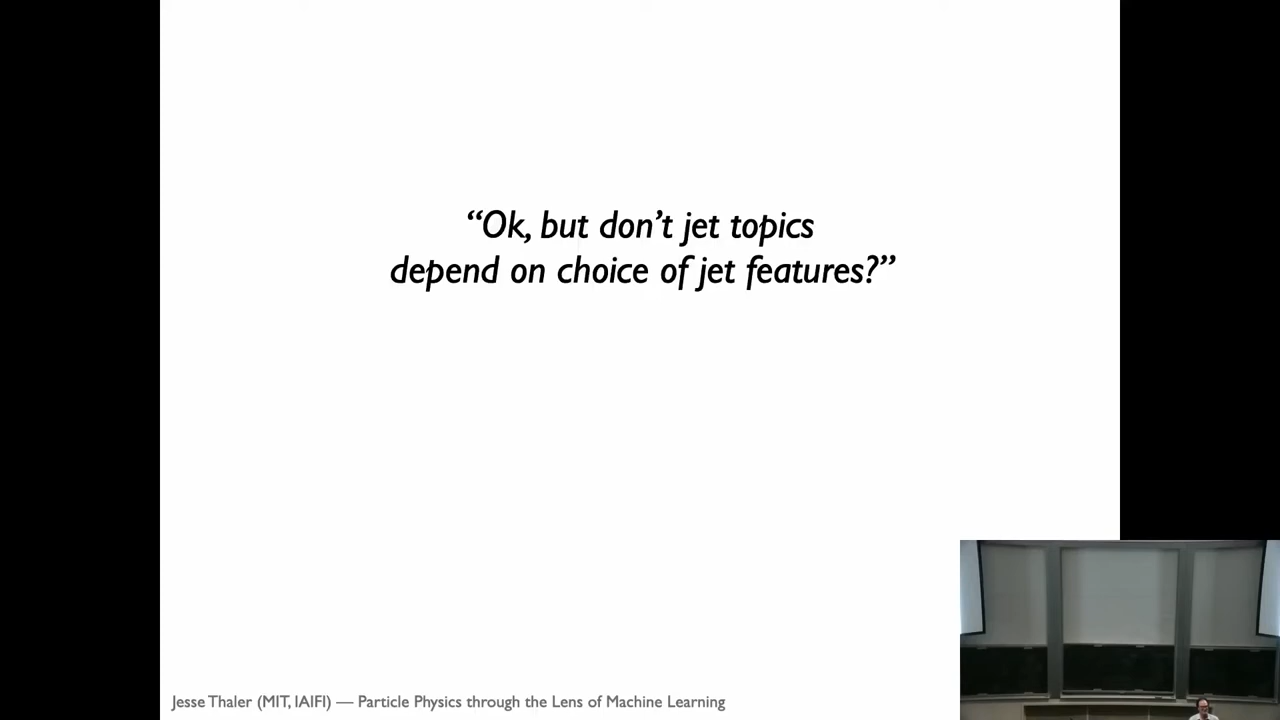 “Ok, but don’t jet topics
depend on choice of jet features?”
Jesse Thaler (MIT, IAIFI) — Particle Physics through the Lens of Machine Learning